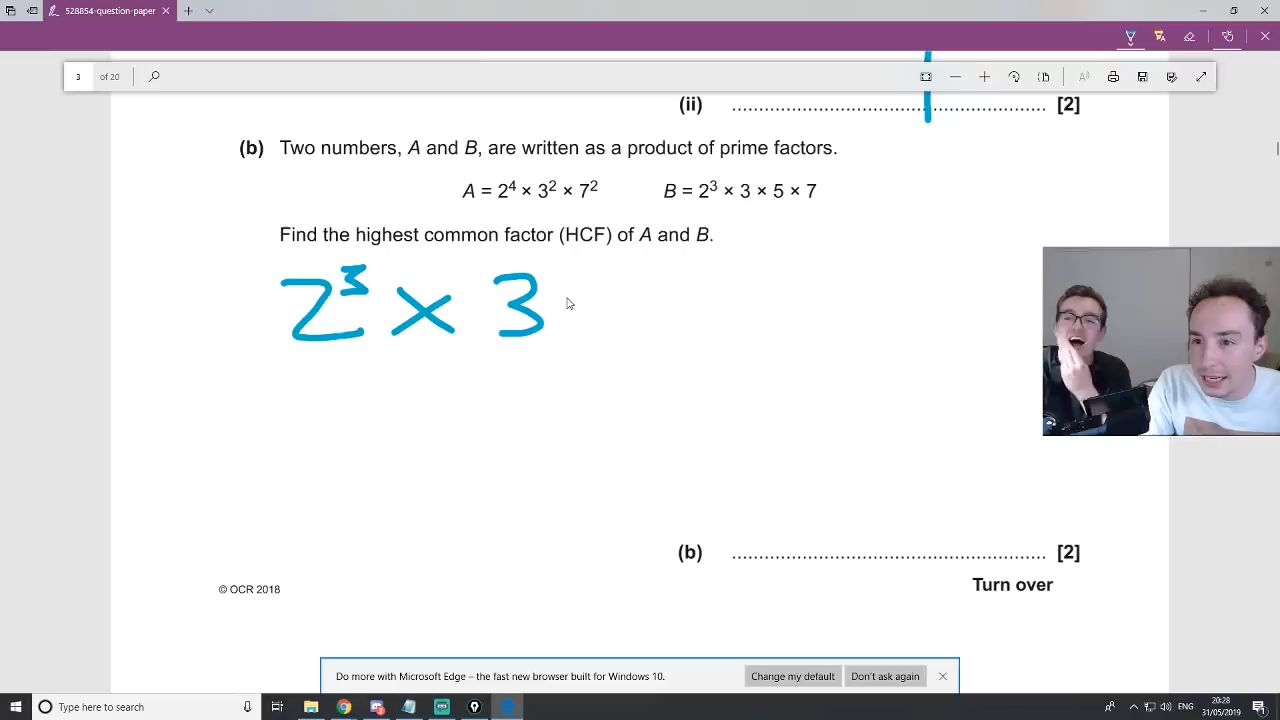 528854-question-paper
3 of 20
(ii) ........................................................ [2]
(b) Two numbers, A and B, are written as a product of prime factors.
A = 2⁴ × 3² × 7² B = 2³ × 3 × 5 × 7
Find the highest common factor (HCF) of A and B.
2³ × 3
(b) ........................................................ [2]
© OCR 2018
Turn over
Do more with Microsoft Edge – the fast new browser built for Windows 10. Change my default Don't ask again
Type here to search
ENG
20:28
21/05/2019